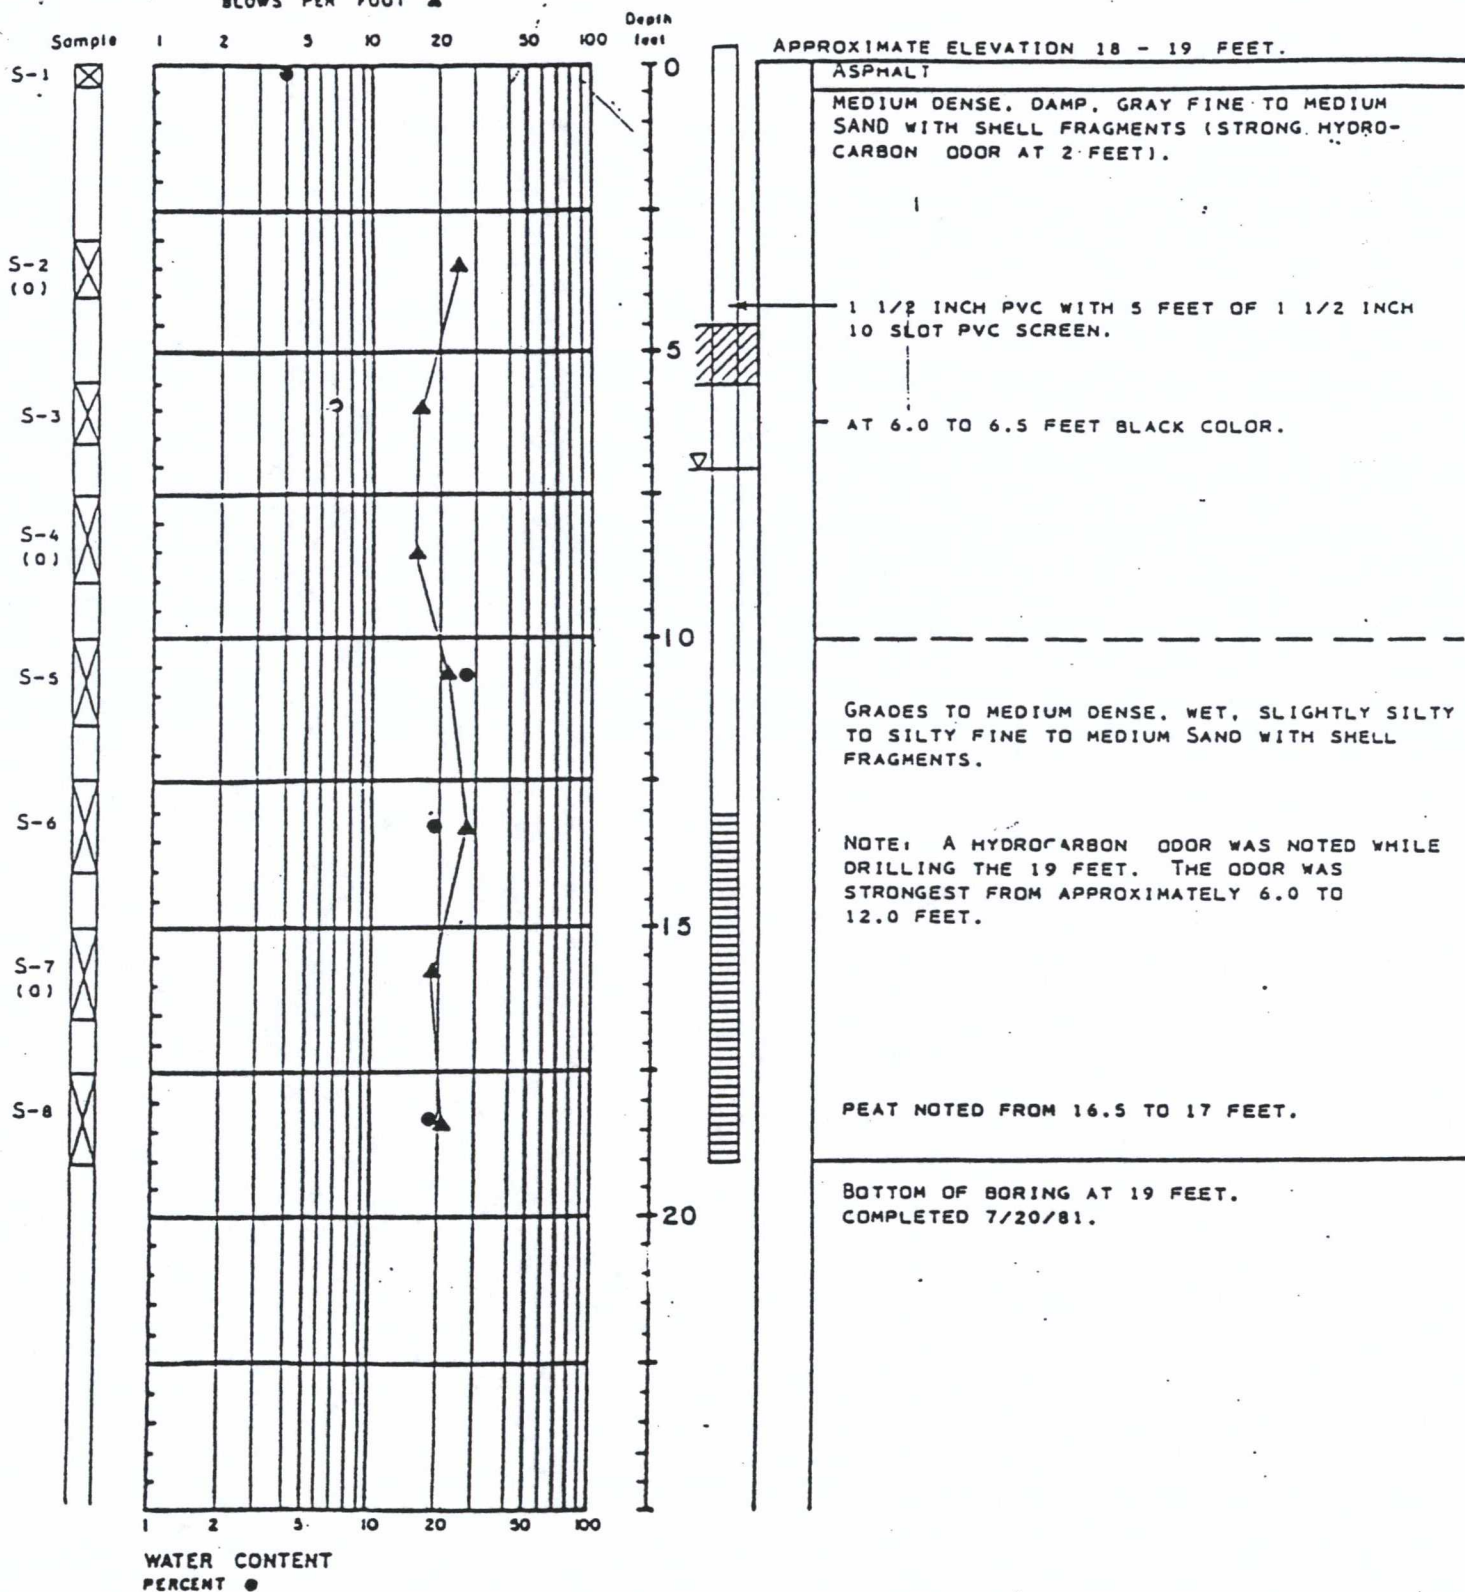 BLOWS PER FOOT ▲
Sample 1 2 5 10 20 50 100
Depth
feet
APPROXIMATE ELEVATION 18 - 19 FEET.
S-1
0
ASPHALT
MEDIUM DENSE, DAMP, GRAY FINE TO MEDIUM
SAND WITH SHELL FRAGMENTS (STRONG HYDRO-
CARBON ODOR AT 2 FEET).
S-2
(O)
1 1/2 INCH PVC WITH 5 FEET OF 1 1/2 INCH
10 SLOT PVC SCREEN.
5
S-3
AT 6.0 TO 6.5 FEET BLACK COLOR.
S-4
(O)
10
S-5
GRADES TO MEDIUM DENSE, WET, SLIGHTLY SILTY
TO SILTY FINE TO MEDIUM SAND WITH SHELL
FRAGMENTS.
S-6
NOTE: A HYDROCARBON ODOR WAS NOTED WHILE
DRILLING THE 19 FEET. THE ODOR WAS
STRONGEST FROM APPROXIMATELY 6.0 TO
12.0 FEET.
15
S-7
(O)
S-8
PEAT NOTED FROM 16.5 TO 17 FEET.
BOTTOM OF BORING AT 19 FEET.
COMPLETED 7/20/81.
20
1 2 5 10 20 50 100
WATER CONTENT
PERCENT ●